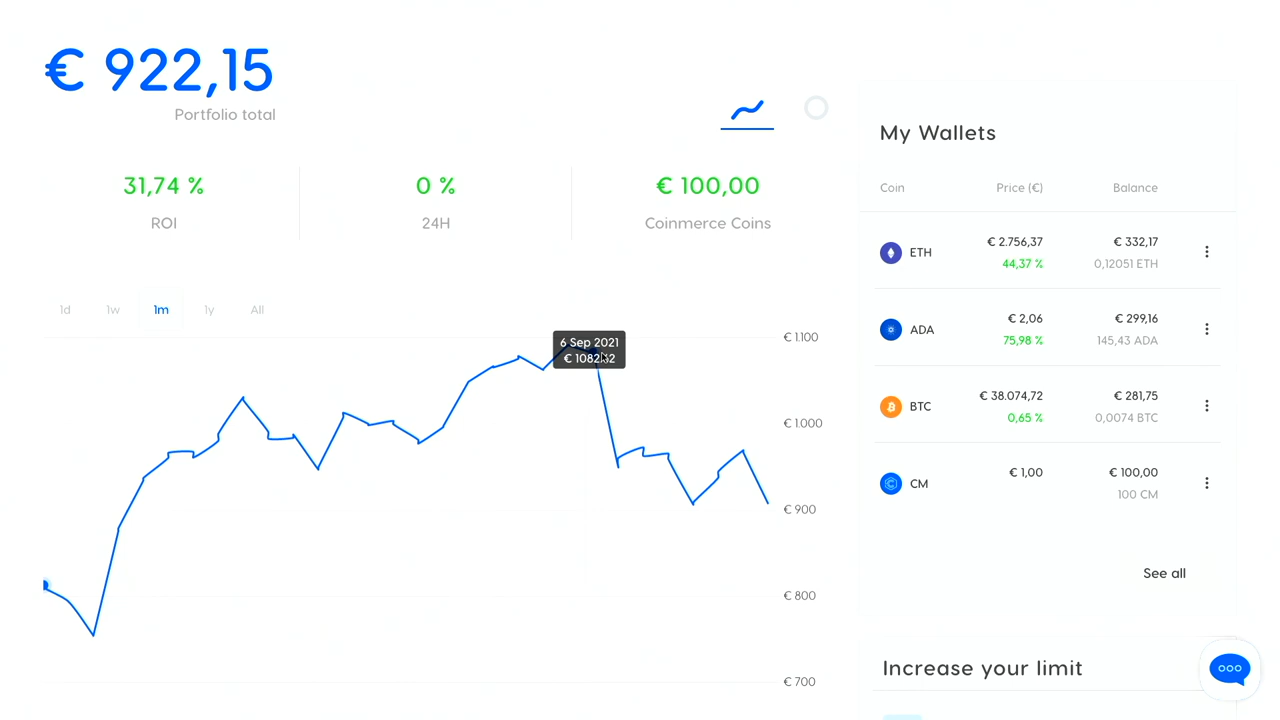 € 922,15
Portfolio total
31,74 %
ROI
0 %
24H
€ 100,00
Coinmerce Coins
1d 1w 1m 1y All
6 Sep 2021
€ 1.100
€ 1.000
€ 900
€ 800
€ 700
My Wallets
Coin Price (€) Balance
ETH € 2.756,37 € 332,17
44,37 % 0,12051 ETH
ADA € 2,06 € 299,16
75,98 % 145,43 ADA
BTC € 38.074,72 € 281,75
0,65 % 0,0074 BTC
CM € 1,00 € 100,00
100 CM
See all
Increase your limit